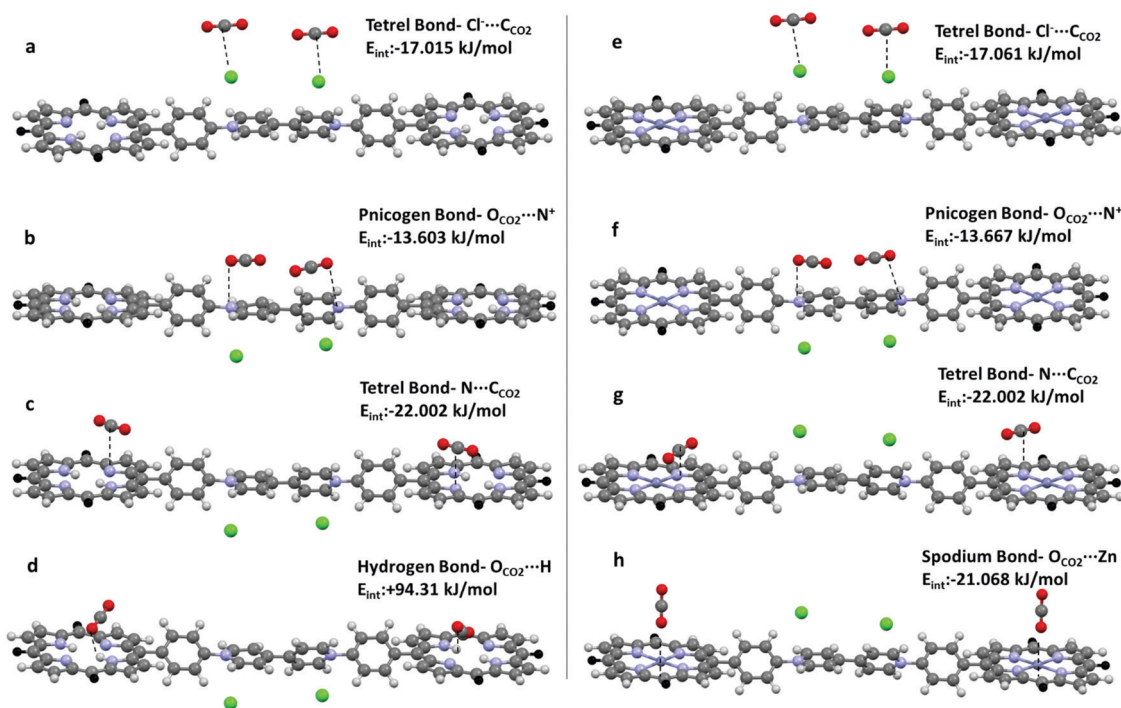 a
Tetrel Bond- Cl⁻···C_CO2
E_int:-17.015 kJ/mol
b
Pnicogen Bond- O_CO2···N⁺
E_int:-13.603 kJ/mol
c
Tetrel Bond- N···C_CO2
E_int:-22.002 kJ/mol
d
Hydrogen Bond- O_CO2···H
E_int:+94.31 kJ/mol
e
Tetrel Bond- Cl⁻···C_CO2
E_int:-17.061 kJ/mol
f
Pnicogen Bond- O_CO2···N⁺
E_int:-13.667 kJ/mol
g
Tetrel Bond- N···C_CO2
E_int:-22.002 kJ/mol
h
Spodium Bond- O_CO2···Zn
E_int:-21.068 kJ/mol